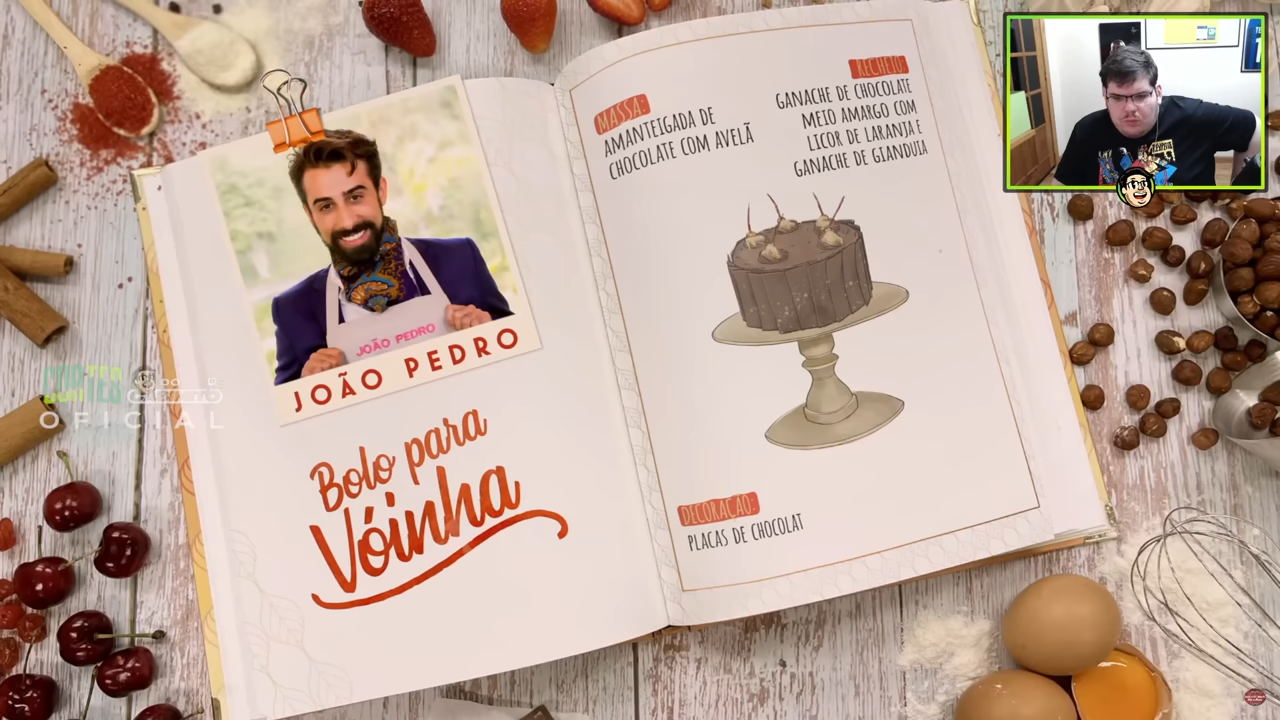 JOÃO PEDRO
JOÃO PEDRO
Bolo para
Vóinha
MASSA:
AMANTEIGADA DE
CHOCOLATE COM AVELÃ
RECHEIO:
GANACHE DE CHOCOLATE
MEIO AMARGO COM
LICOR DE LARANJA E
GANACHE DE GIANDUIA
DECORAÇÃO:
PLACAS DE CHOCOLAT
CORTES
OFICIAL